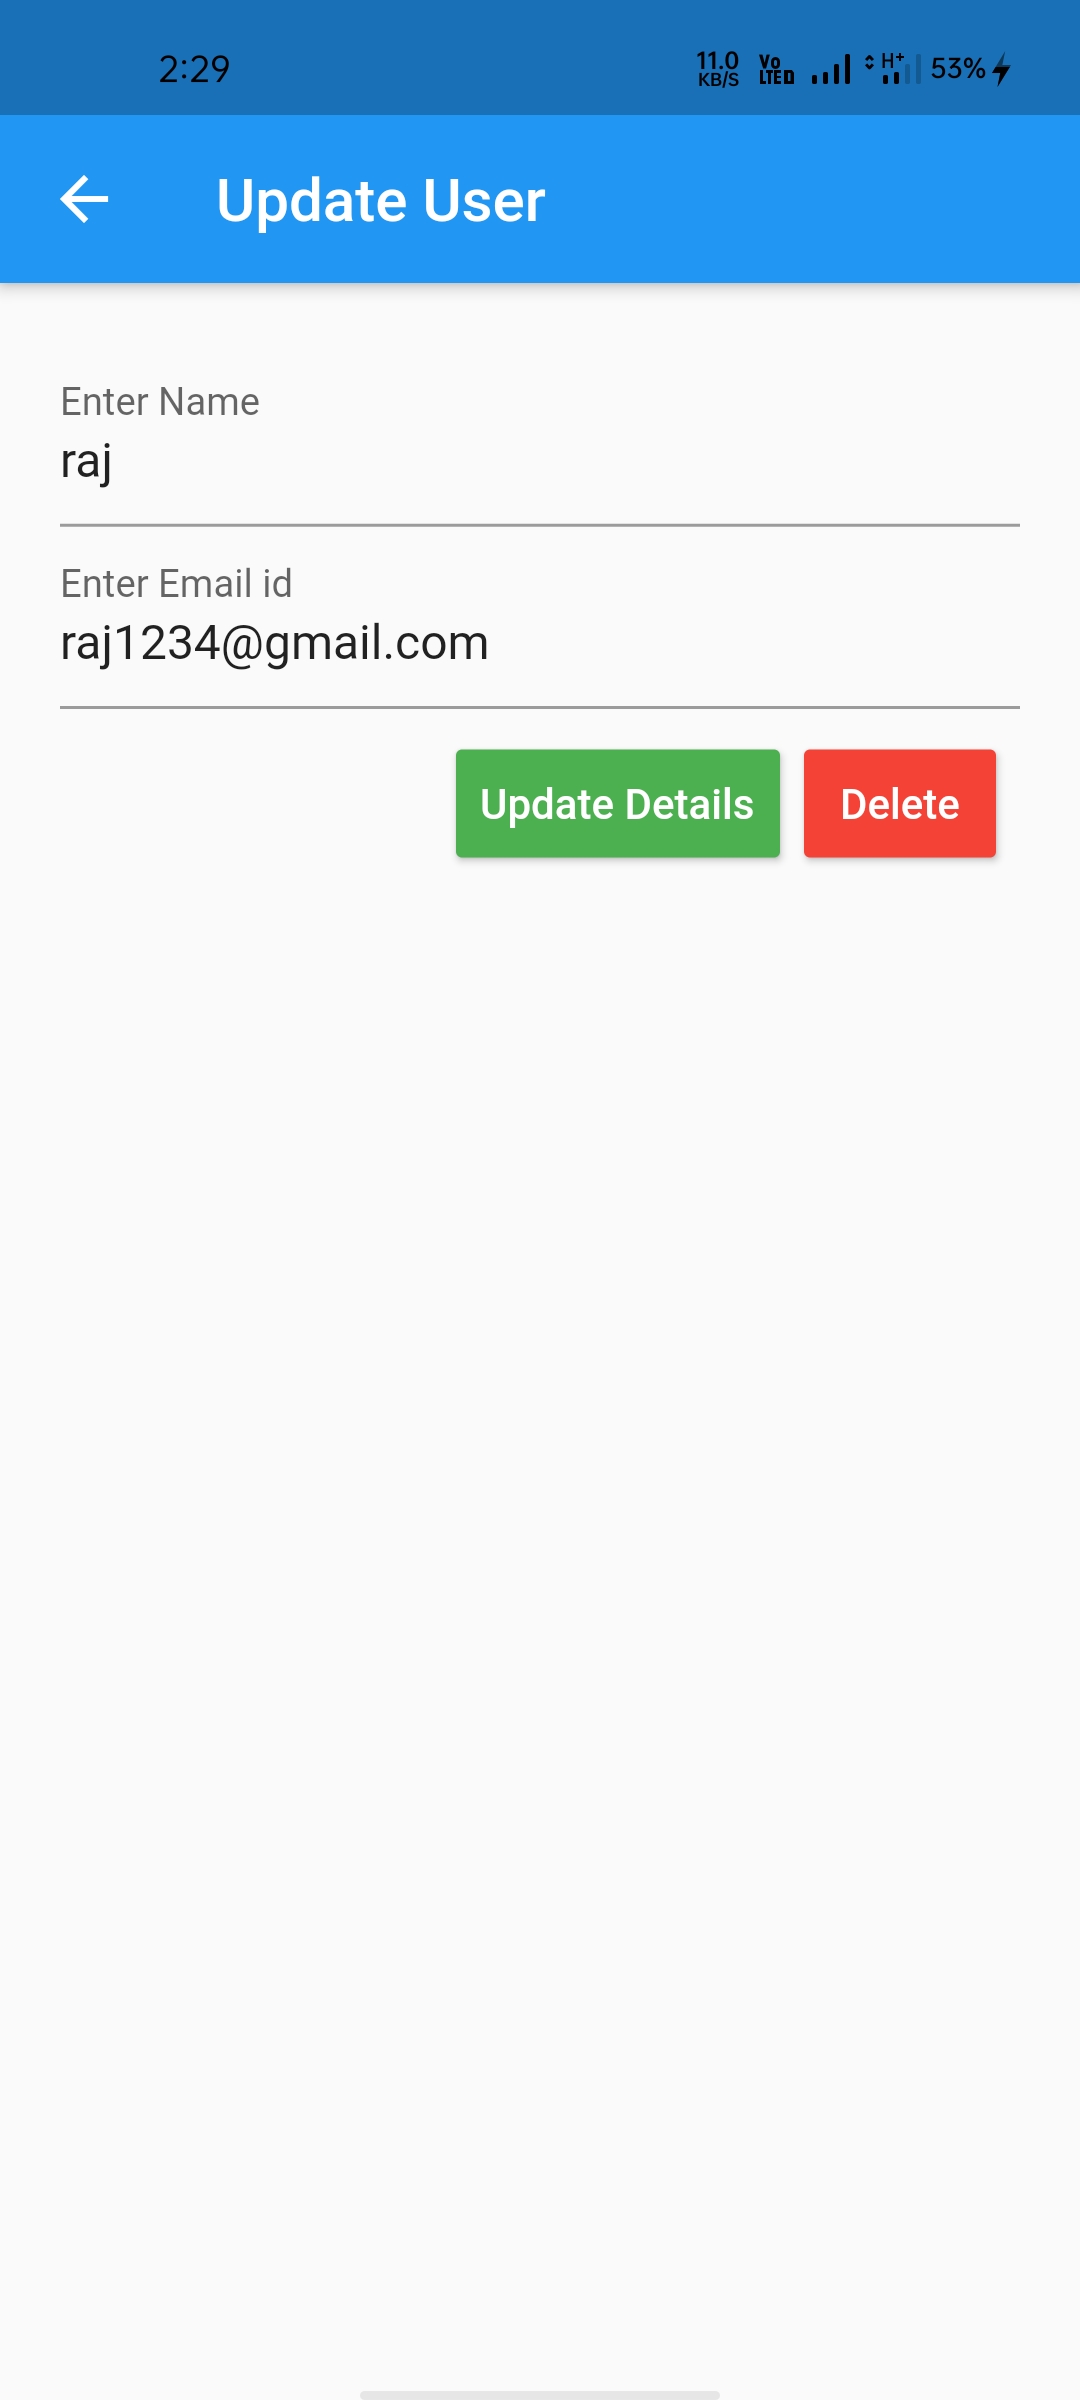 2:29 11.0 KB/S Vo LTE D H+ 53%
Update User
Enter Name
raj
Enter Email id
raj1234@gmail.com
Update Details Delete